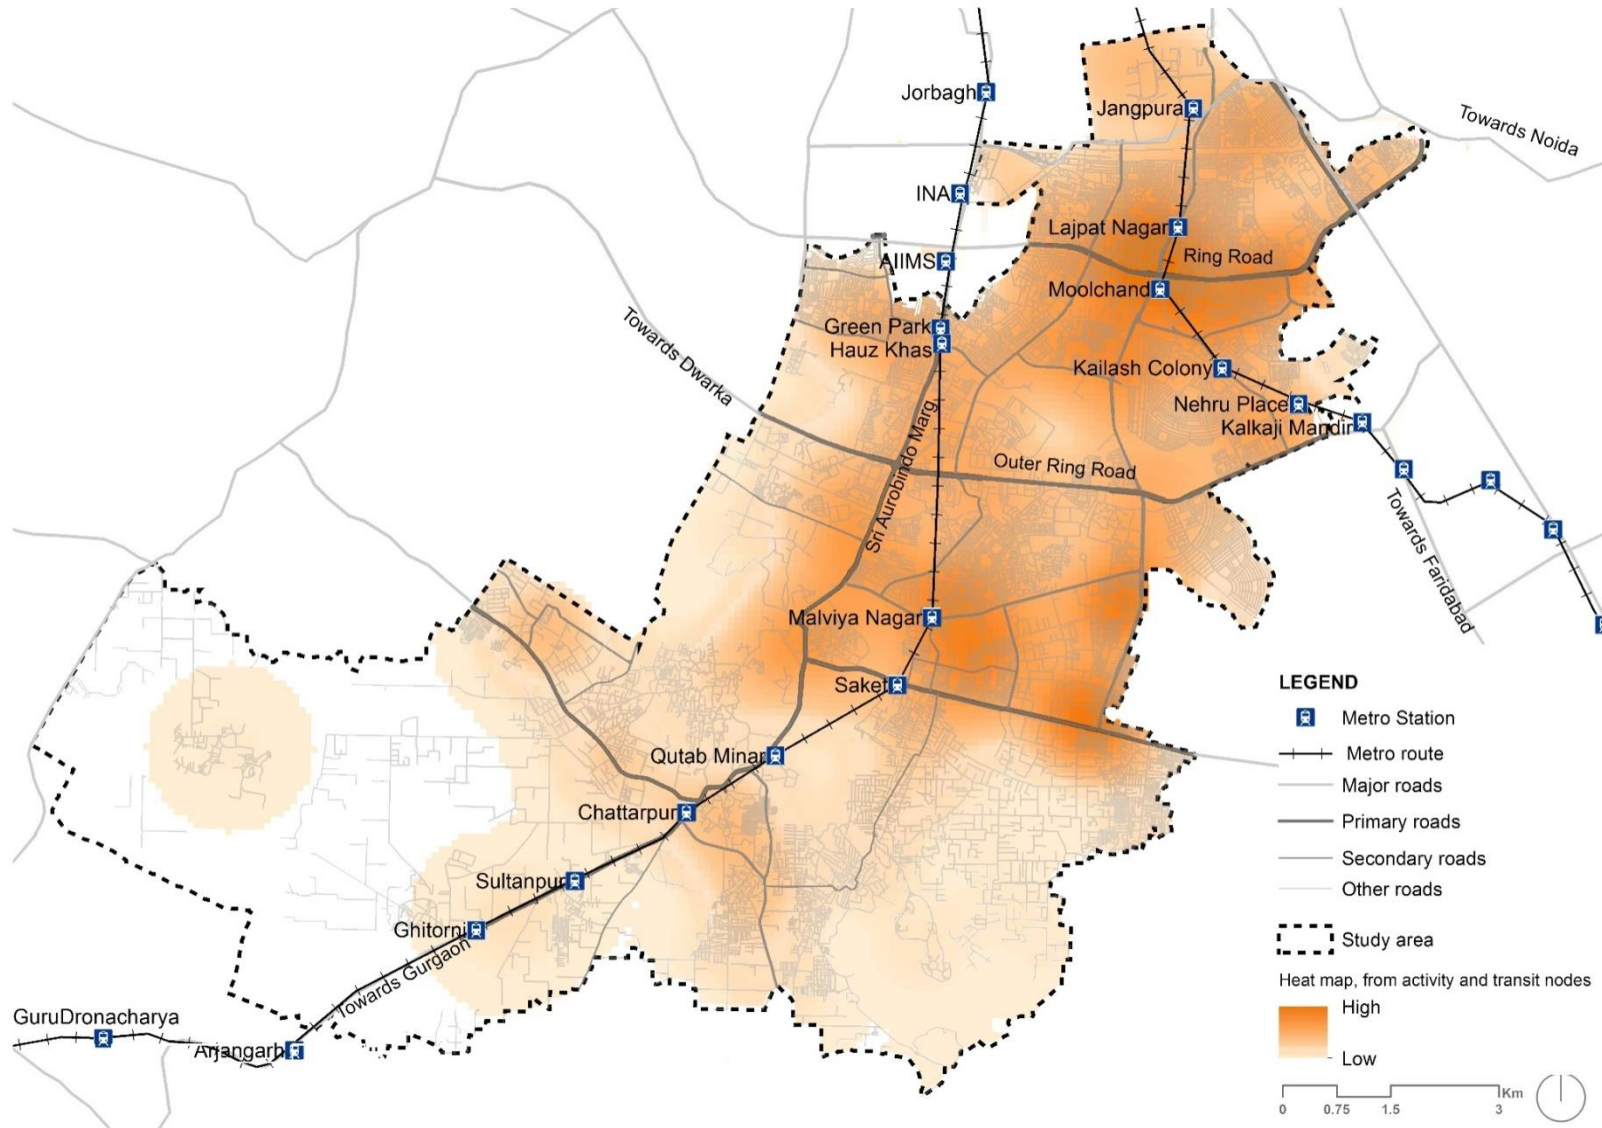 Jorbagh
Jangpura
Towards Noida
INA
Lajpat Nagar
Ring Road
AIIMS
Moolchand
Green Park
Hauz Khas
Towards Dwarka
Kailash Colony
Nehru Place
Kalkaji Mandir
Sri Aurobindo Marg
Outer Ring Road
Towards Faridabad
Malviya Nagar
Saket
Qutab Minar
Chattarpur
Sultanpur
Ghitorni
Towards Gurgaon
GuruDronacharya
Arjangarh
LEGEND
Metro Station
Metro route
Major roads
Primary roads
Secondary roads
Other roads
Study area
Heat map, from activity and transit nodes
High
Low
Km
0 0.75 1.5 3